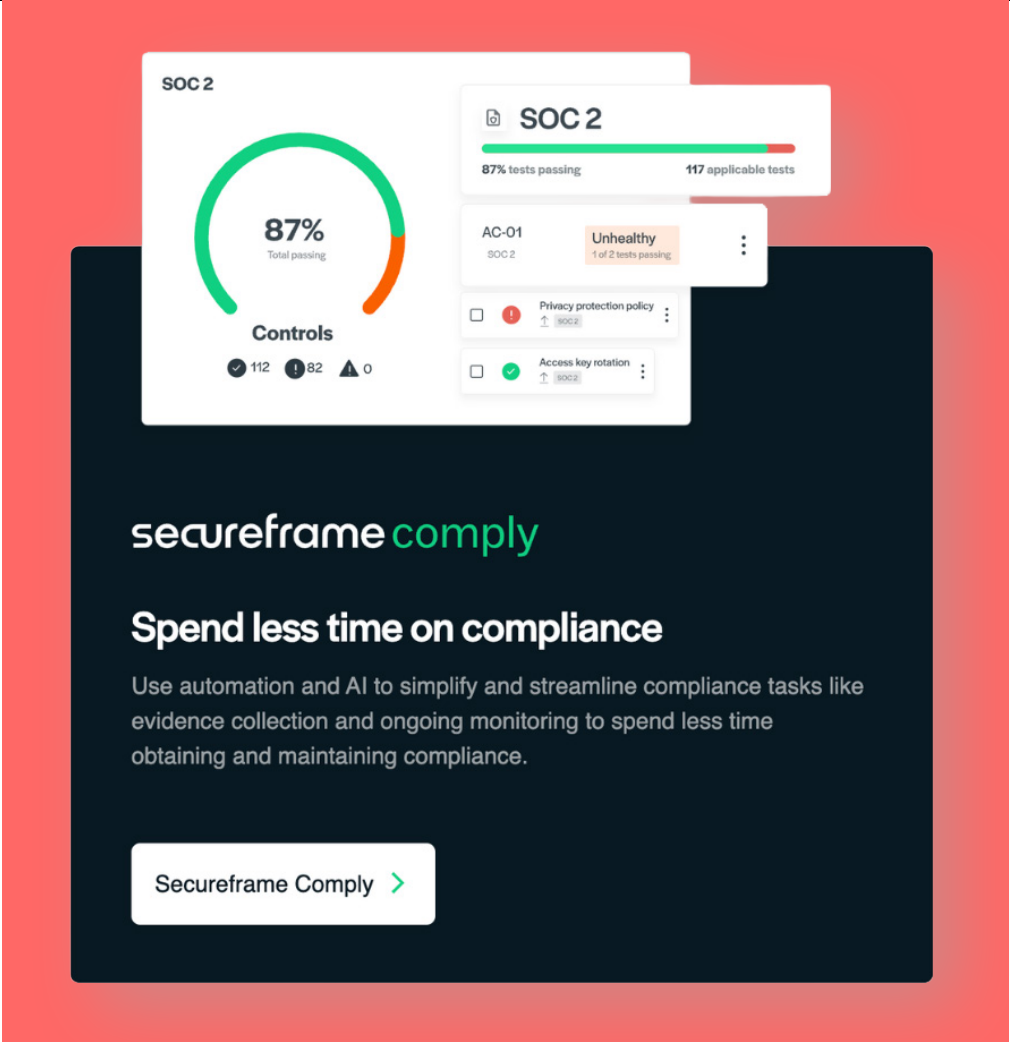 SOC 2
87%
Total passing
Controls
112 82 0
SOC 2
87% tests passing 117 applicable tests
AC-01
SOC 2
Unhealthy
1 of 2 tests passing
Privacy protection policy
SOC 2
Access key rotation
SOC 2
secureframe comply
Spend less time on compliance
Use automation and AI to simplify and streamline compliance tasks like
evidence collection and ongoing monitoring to spend less time
obtaining and maintaining compliance.
Secureframe Comply